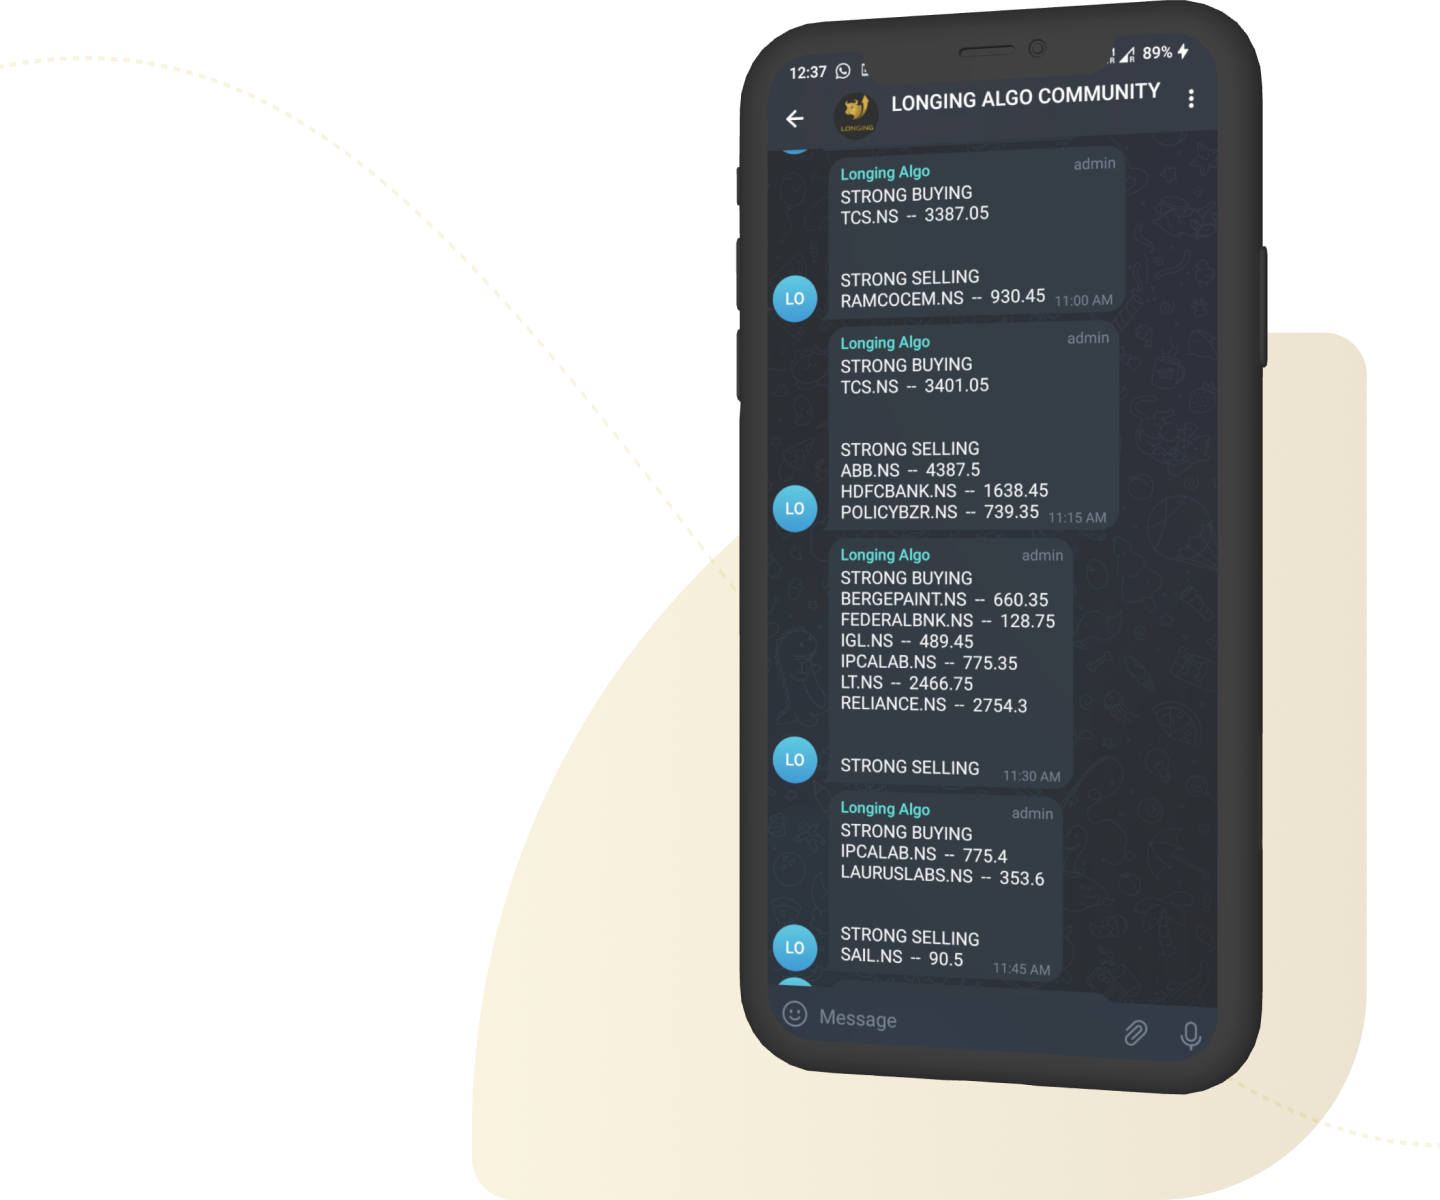 12:37
89%
LONGING ALGO COMMUNITY
LONGING
Longing Algo admin
STRONG BUYING
TCS.NS -- 3387.05
STRONG SELLING
RAMCOCEM.NS -- 930.45 11:00 AM
LO
Longing Algo admin
STRONG BUYING
TCS.NS -- 3401.05
STRONG SELLING
ABB.NS -- 4387.5
HDFCBANK.NS -- 1638.45
POLICYBZR.NS -- 739.35 11:15 AM
LO
Longing Algo admin
STRONG BUYING
BERGEPAINT.NS -- 660.35
FEDERALBNK.NS -- 128.75
IGL.NS -- 489.45
IPCALAB.NS -- 775.35
LT.NS -- 2466.75
RELIANCE.NS -- 2754.3
STRONG SELLING 11:30 AM
LO
Longing Algo admin
STRONG BUYING
IPCALAB.NS -- 775.4
LAURUSLABS.NS -- 353.6
STRONG SELLING
SAIL.NS -- 90.5 11:45 AM
LO
Message